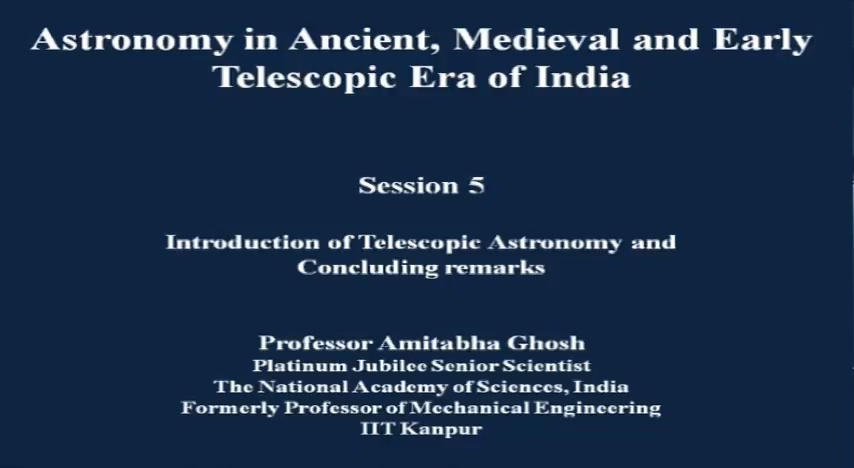 Astronomy in Ancient, Medieval and Early
Telescopic Era of India
Session 5
Introduction of Telescopic Astronomy and
Concluding remarks
Professor Amitabha Ghosh
Platinum Jubilee Senior Scientist
The National Academy of Sciences, India
Formerly Professor of Mechanical Engineering
IIT Kanpur